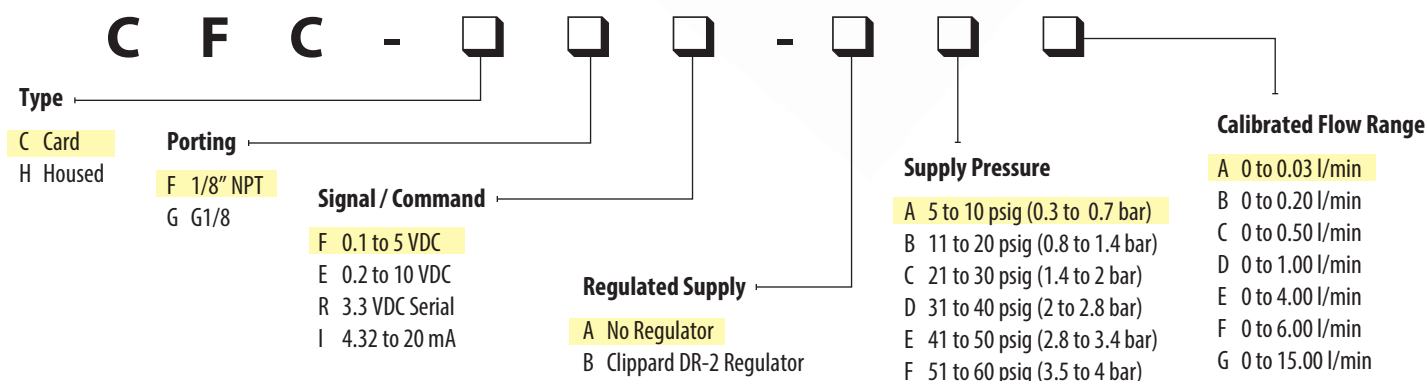 C F C - ❏ ❏ ❏ - ❏ ❏ ❏
Type
C Card
H Housed
Porting
F 1/8” NPT
G G1/8
Signal / Command
F 0.1 to 5 VDC
E 0.2 to 10 VDC
R 3.3 VDC Serial
I 4.32 to 20 mA
Regulated Supply
A No Regulator
B Clippard DR-2 Regulator
Supply Pressure
A 5 to 10 psig (0.3 to 0.7 bar)
B 11 to 20 psig (0.8 to 1.4 bar)
C 21 to 30 psig (1.4 to 2 bar)
D 31 to 40 psig (2 to 2.8 bar)
E 41 to 50 psig (2.8 to 3.4 bar)
F 51 to 60 psig (3.5 to 4 bar)
Calibrated Flow Range
A 0 to 0.03 l/min
B 0 to 0.20 l/min
C 0 to 0.50 l/min
D 0 to 1.00 l/min
E 0 to 4.00 l/min
F 0 to 6.00 l/min
G 0 to 15.00 l/min